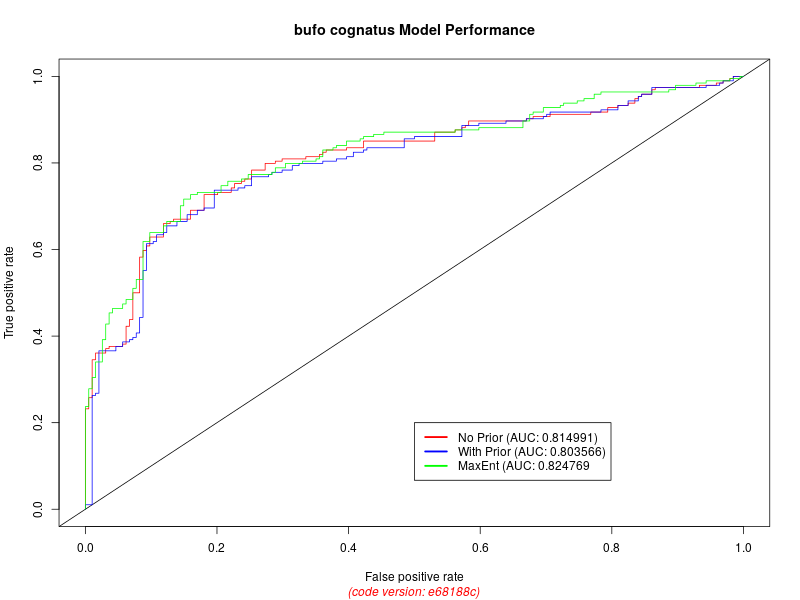 bufo cognatus Model Performance
True positive rate
1.0
0.8
0.6
0.4
0.2
0.0
No Prior (AUC: 0.814991)
With Prior (AUC: 0.803566)
MaxEnt (AUC: 0.824769
0.0 0.2 0.4 0.6 0.8 1.0
False positive rate
(code version: e68188c)